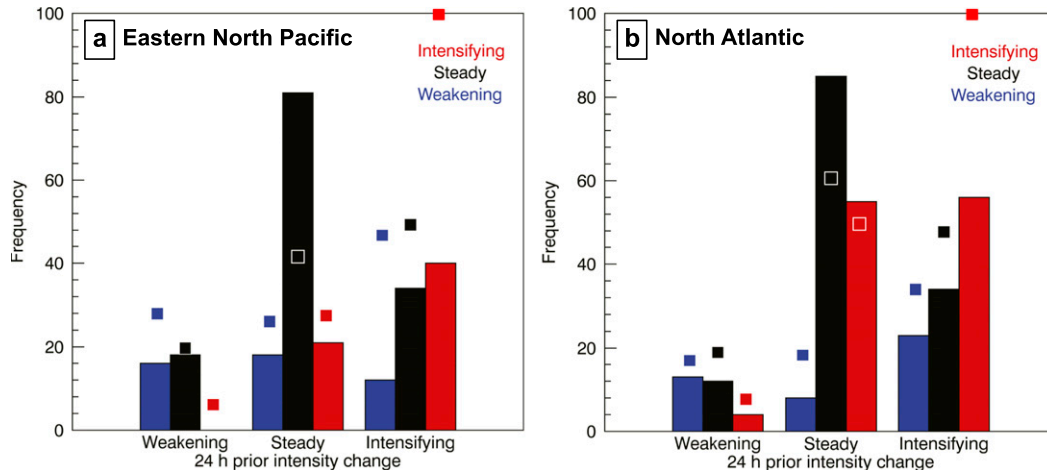 a Eastern North Pacific
Intensifying
Steady
Weakening
100
80
60
40
20
0
Frequency
Weakening Steady Intensifying
24 h prior intensity change
b North Atlantic
Intensifying
Steady
Weakening
100
80
60
40
20
0
Frequency
Weakening Steady Intensifying
24 h prior intensity change